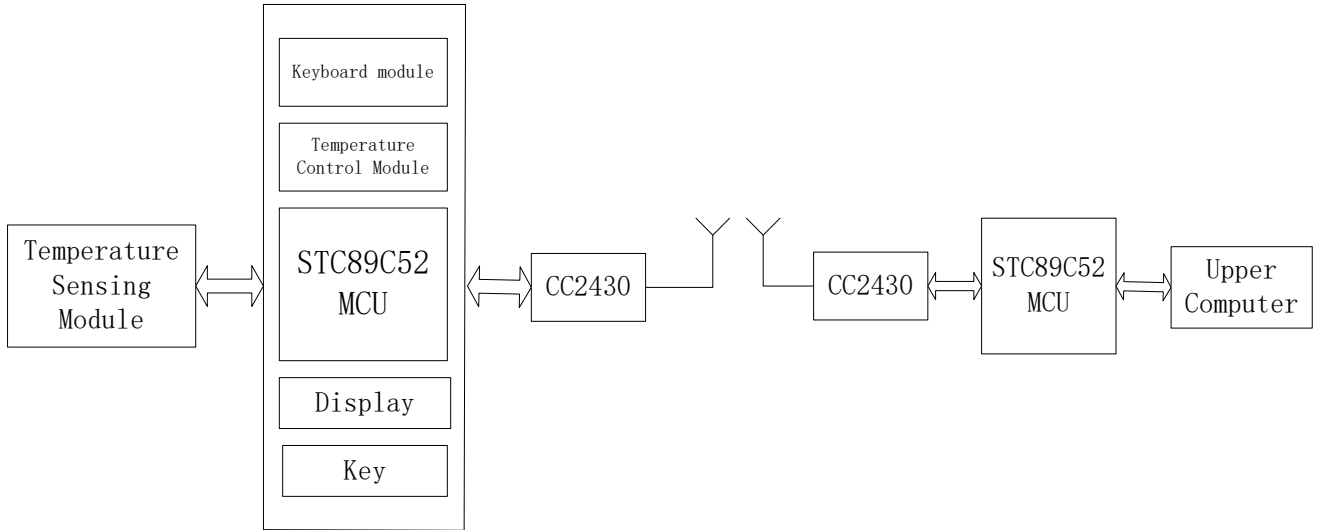 Keyboard module
Temperature
Control Module
Temperature
Sensing
Module
STC89C52
MCU
CC2430
CC2430
STC89C52
MCU
Upper
Computer
Display
Key